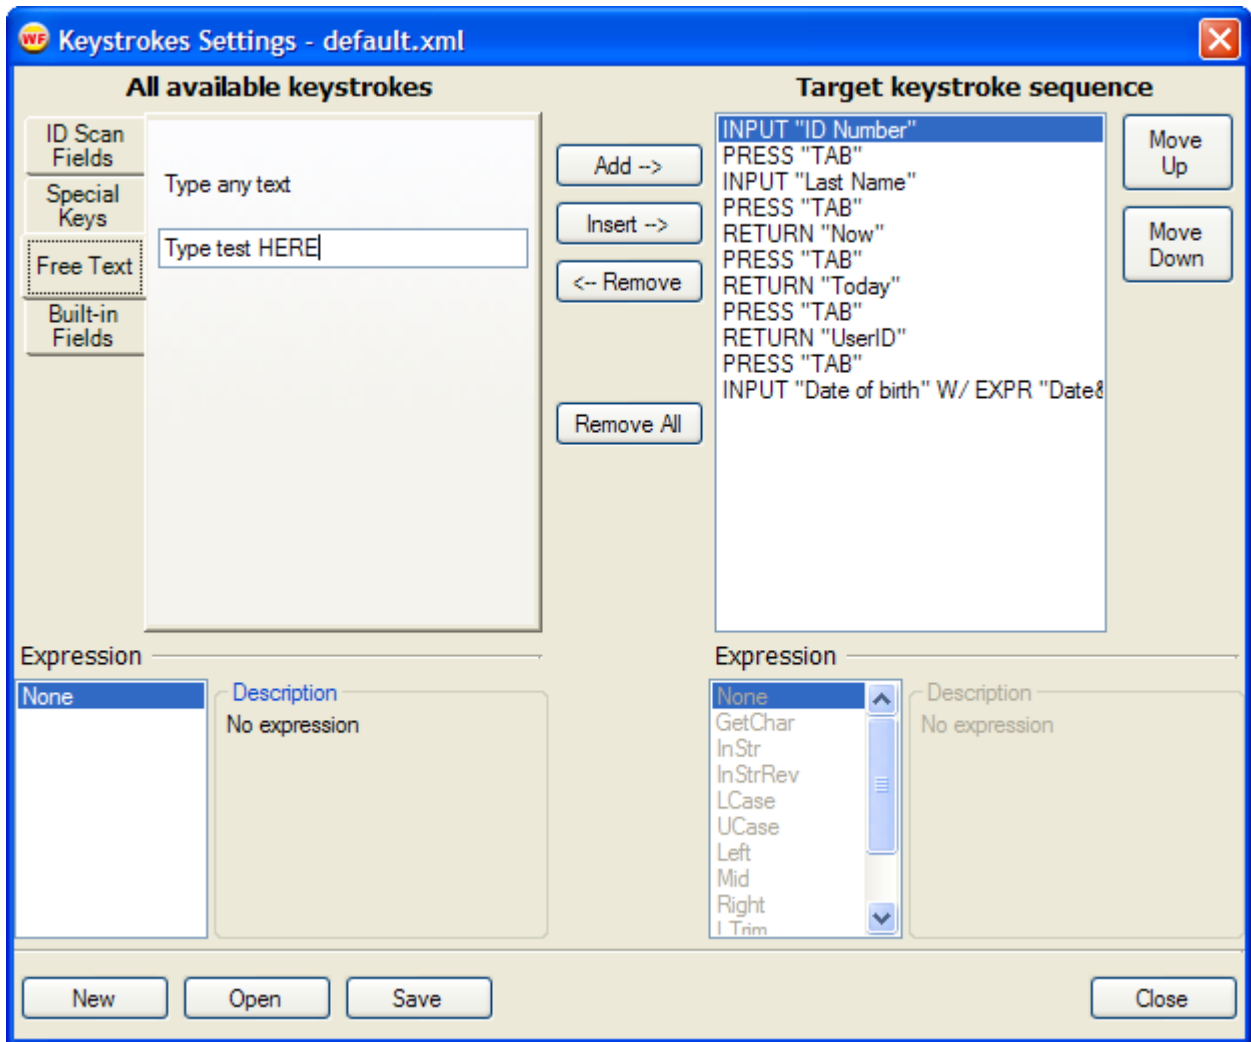 WF Keystrokes Settings - default.xml
All available keystrokes
ID Scan
Fields
Special
Keys
Free Text
Built-in
Fields
Type any text
Type test HERE
Add -->
Insert -->
<-- Remove
Remove All
Target keystroke sequence
INPUT "ID Number"
PRESS "TAB"
INPUT "Last Name"
PRESS "TAB"
RETURN "Now"
PRESS "TAB"
RETURN "Today"
PRESS "TAB"
RETURN "UserID"
PRESS "TAB"
INPUT "Date of birth" W/ EXPR "Date&
Move
Up
Move
Down
Expression
None
Description
No expression
Expression
None
GetChar
InStr
InStrRev
LCase
UCase
Left
Mid
Right
LTrim
Description
No expression
New
Open
Save
Close